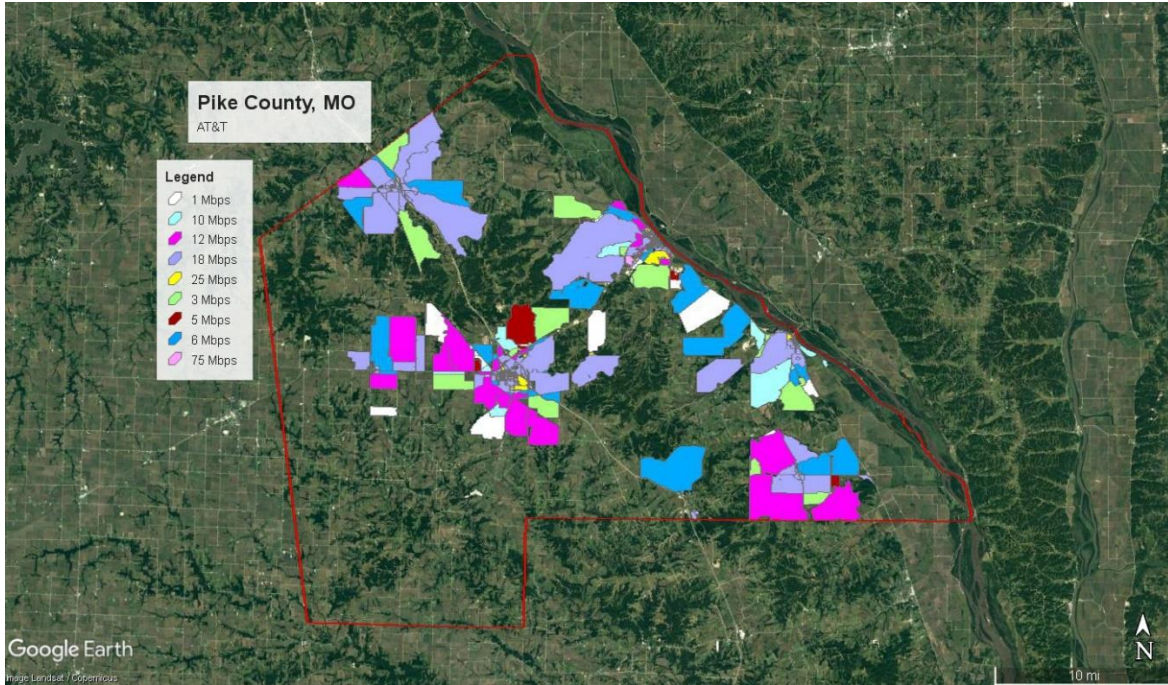 Pike County, MO
AT&T
Legend
1 Mbps
10 Mbps
12 Mbps
18 Mbps
25 Mbps
3 Mbps
5 Mbps
6 Mbps
75 Mbps
Google Earth
Image Landsat / Copernicus
N
10 mi